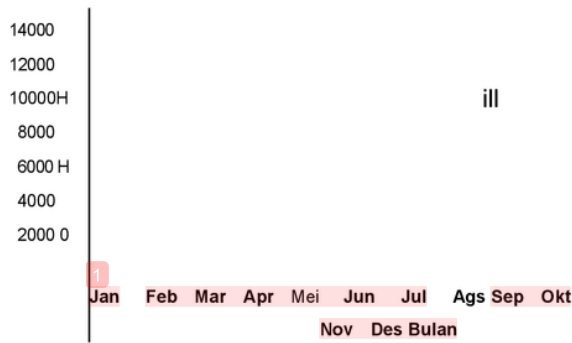 14000
12000
10000H
ill
8000
6000 H
4000
2000 0
1
Jan Feb Mar Apr Mei Jun Jul Ags Sep Okt
Nov Des Bulan